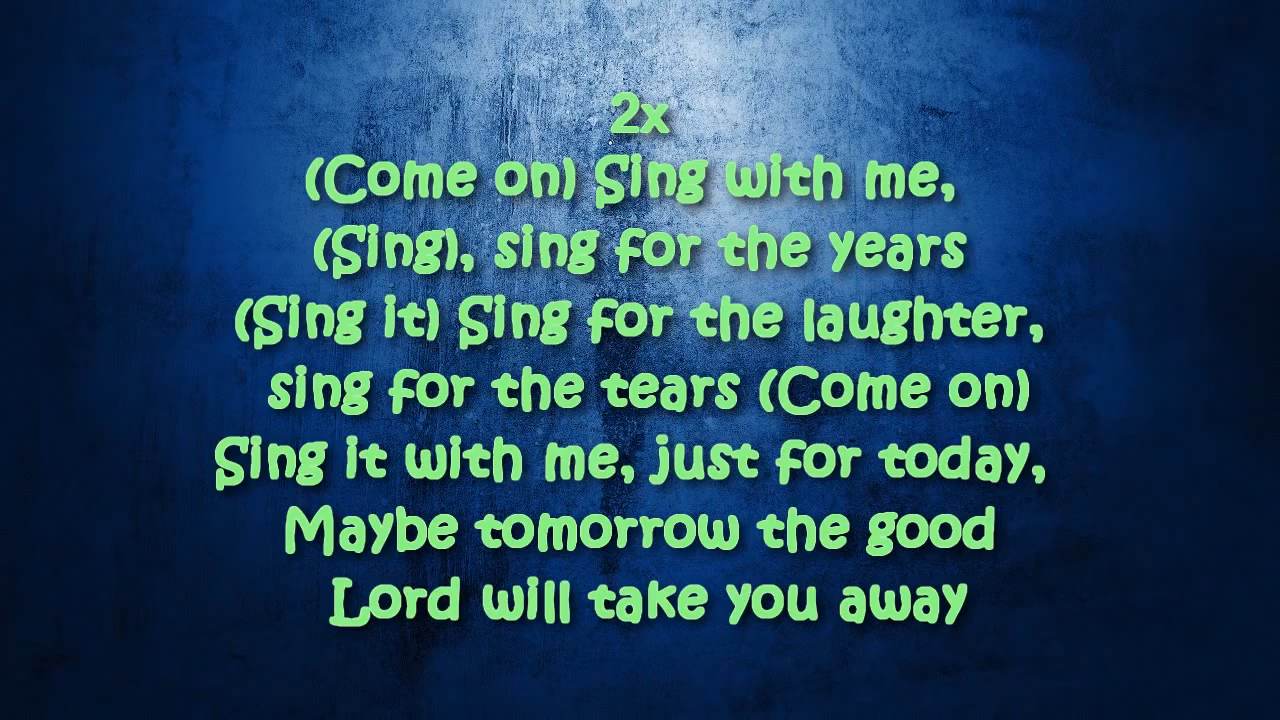 2x
(Come on) Sing with me,
(Sing), sing for the years
(Sing it) Sing for the laughter,
sing for the tears (Come on)
Sing it with me, just for today,
Maybe tomorrow the good
Lord will take you away